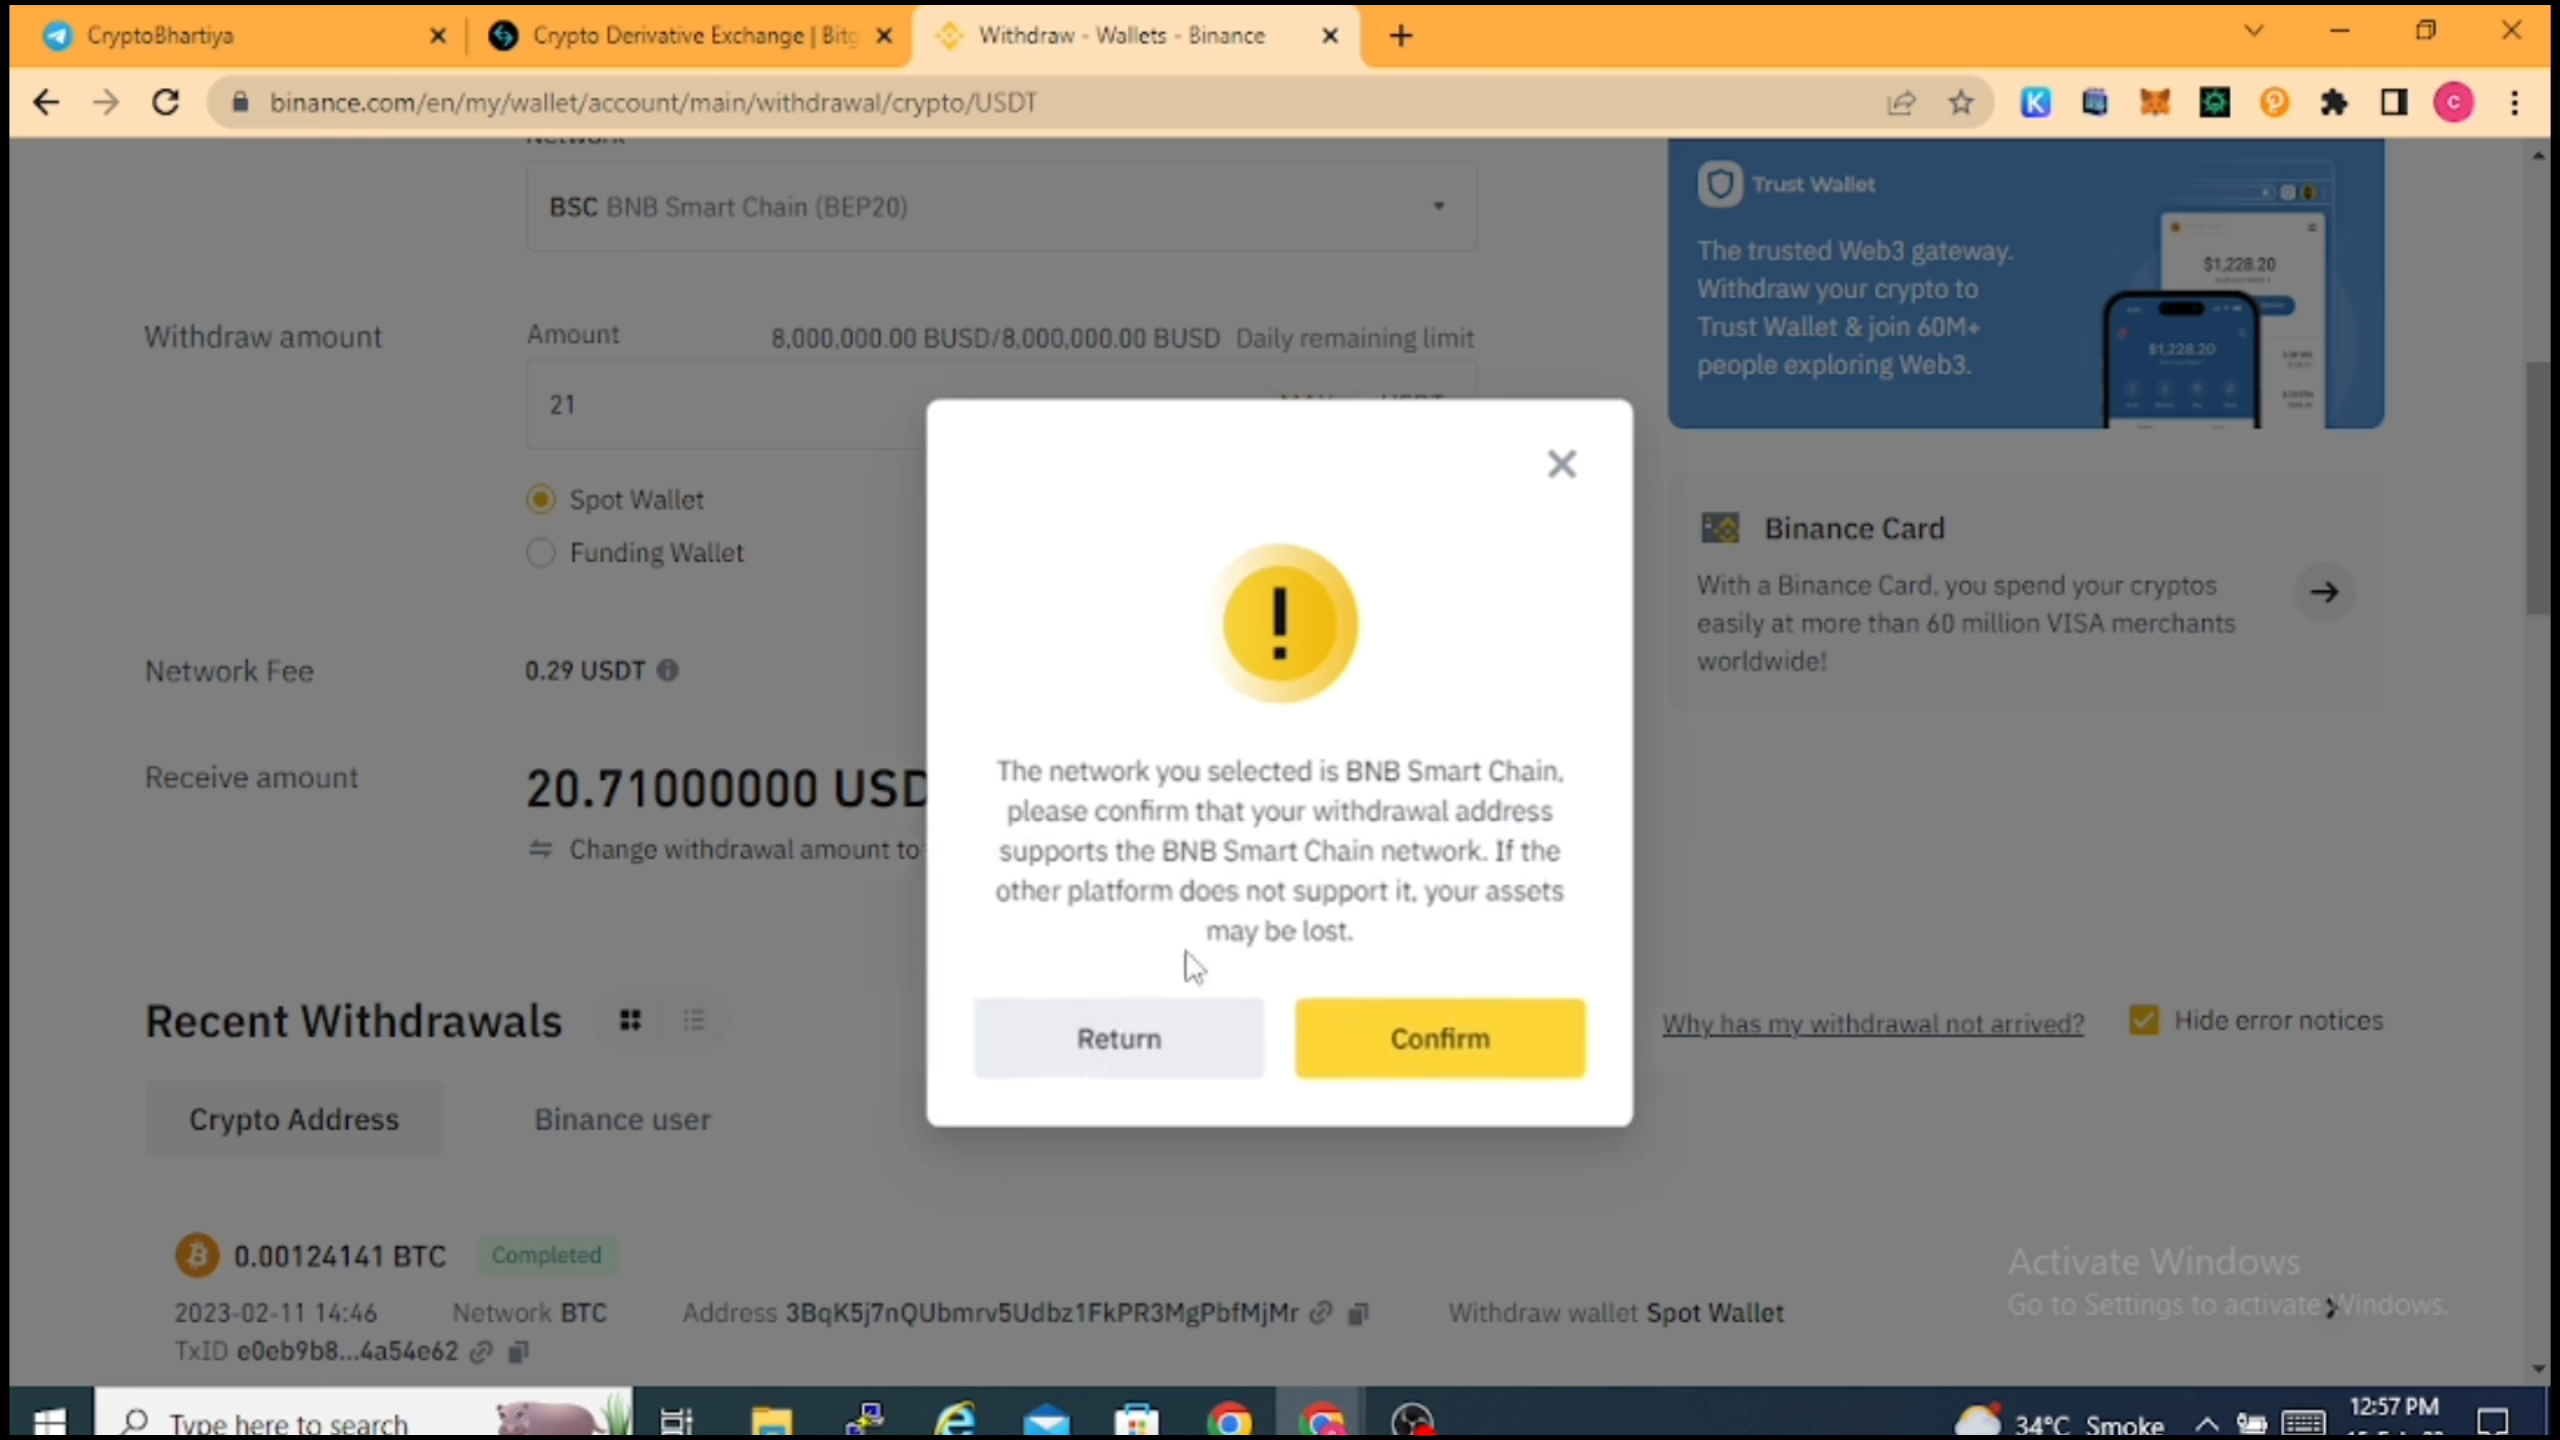 CryptoBhartiya
Crypto Derivative Exchange | Bitg
Withdraw - Wallets - Binance
binance.com/en/my/wallet/account/main/withdrawal/crypto/USDT
Network
BSC BNB Smart Chain (BEP20)
Withdraw amount
Amount
8,000,000.00 BUSD/8,000,000.00 BUSD Daily remaining limit
21
MAX USDT
Spot Wallet
Funding Wallet
Network Fee
0.29 USDT
Receive amount
20.71000000 USD
Change withdrawal amount to
Trust Wallet
The trusted Web3 gateway.
Withdraw your crypto to
Trust Wallet & join 60M+
people exploring Web3.
$1,228.20
$1,228.20
Binance Card
With a Binance Card, you spend your cryptos
easily at more than 60 million VISA merchants
worldwide!
The network you selected is BNB Smart Chain,
please confirm that your withdrawal address
supports the BNB Smart Chain network. If the
other platform does not support it, your assets
may be lost.
Return
Confirm
Recent Withdrawals
Why has my withdrawal not arrived?
Hide error notices
Crypto Address
Binance user
0.00124141 BTC
Completed
2023-02-11 14:46
Network BTC
Address 3BqK5j7nQUbmrv5Udbz1FkPR3MgPbfMjMr
Withdraw wallet Spot Wallet
TxID e0eb9b8...4a54e62
Activate Windows
Go to Settings to activate Windows.
Type here to search
34°C Smoke
12:57 PM